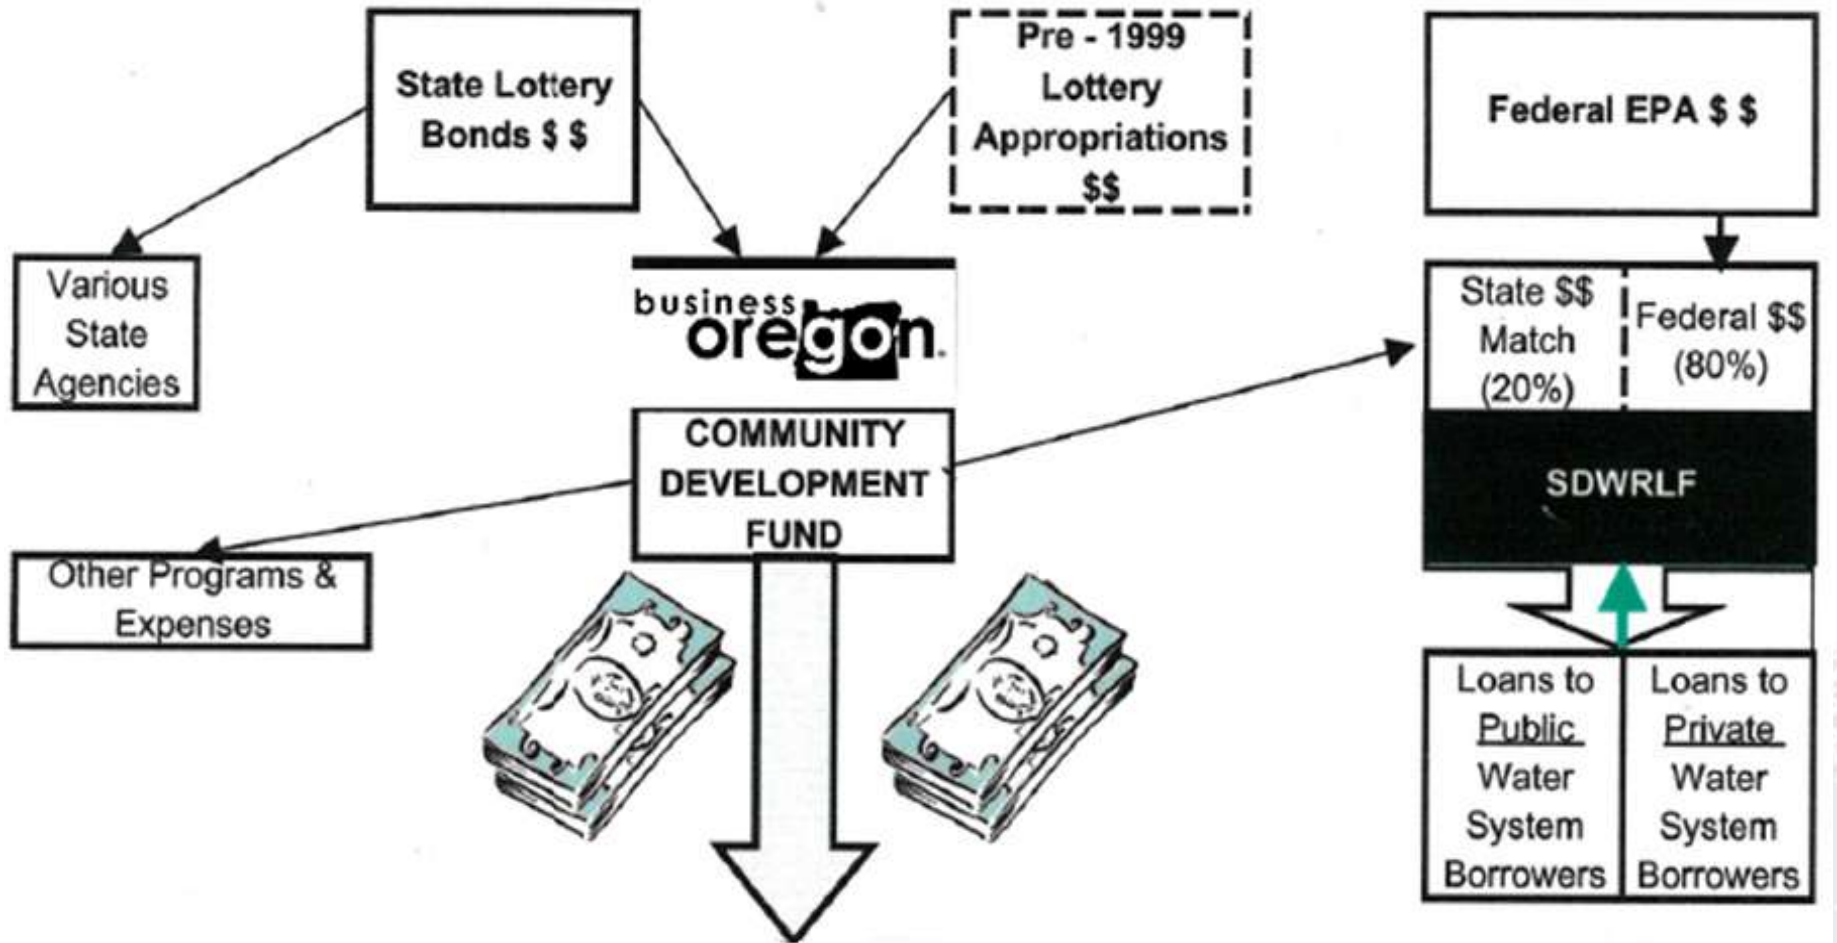 State Lottery
Bonds $ $
Pre - 1999
Lottery
Appropriations
$$
Federal EPA $ $
Various
State
Agencies
business
oregon.
State $$
Match
(20%)
Federal $$
(80%)
COMMUNITY
DEVELOPMENT
FUND
SDWRLF
Other Programs &
Expenses
Loans to
Public
Water
System
Borrowers
Loans to
Private
Water
System
Borrowers